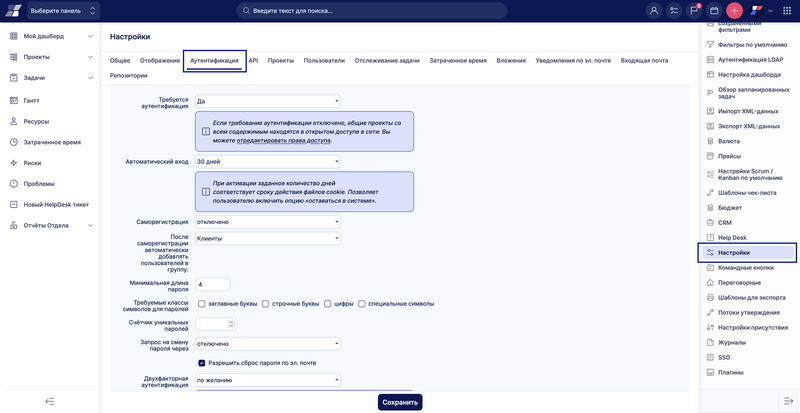 Выберите панель
Введите текст для поиска...
3
Мой дашборд
Проекты
Задачи
Гантт
Ресурсы
Затраченное время
Риски
Проблемы
Новый HelpDesk тикет
Отчёты Отдела
Настройки
Общее
Отображение
Аутентификация
API
Проекты
Пользователи
Отслеживание задачи
Затраченное время
Вложения
Уведомления по эл. почте
Входящая почта
Репозитории
Требуется
аутентификация
Да
Если требование аутентификации отключено, общие проекты со
всем содержимым находятся в открытом доступе в сети. Вы
можете отредактировать права доступа.
Автоматический вход
30 дней
При активации заданное количество дней
соответствует сроку действия файлов cookie. Позволяет
пользователю включить опцию «оставаться в системе».
Саморегистрация
отключено
После
саморегистрации
автоматически
добавлять
пользователей в
группу:
Клиенты
Минимальная длина
пароля
4
Требуемые классы
символов для паролей
заглавные буквы
строчные буквы
цифры
специальные символы
Счётчик уникальных
паролей
Запрос на смену
пароля через
отключено
Разрешить сброс пароля по эл. почте
Двухфакторная
аутентификация
по желанию
Сохранить
сохраненными
фильтрами
Фильтры по умолчанию
Аутентификация LDAP
Настройка дашборда
Обзор запланированных
задач
Импорт XML-данных
Экспорт XML-данных
Валюта
Прайсы
Настройки Scrum /
Kanban по умолчанию
Шаблоны чек-листа
Бюджет
CRM
Help Desk
Настройки
Командные кнопки
Переговорные
Шаблоны для экспорта
Потоки утверждения
Настройки присутствия
Журналы
SSO
Плагины